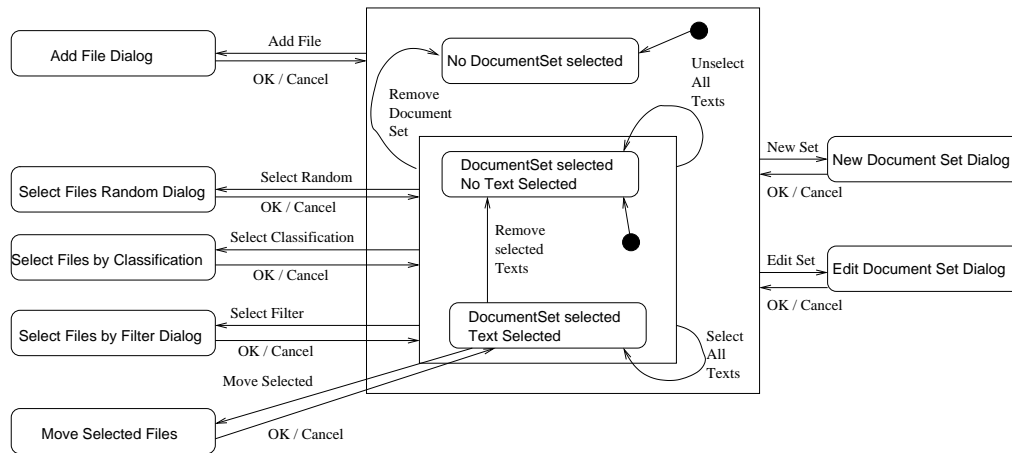 Add File Dialog
Add File
OK / Cancel
No DocumentSet selected
Unselect
All
Texts
Remove
Document
Set
DocumentSet selected
No Text Selected
New Set
OK / Cancel
New Document Set Dialog
Select Files Random Dialog
Select Random
OK / Cancel
Select Files by Classification
Select Classification
OK / Cancel
Remove
selected
Texts
Edit Set
OK / Cancel
Edit Document Set Dialog
Select Files by Filter Dialog
Select Filter
OK / Cancel
DocumentSet selected
Text Selected
Select
All
Texts
Move Selected
Move Selected Files
OK / Cancel